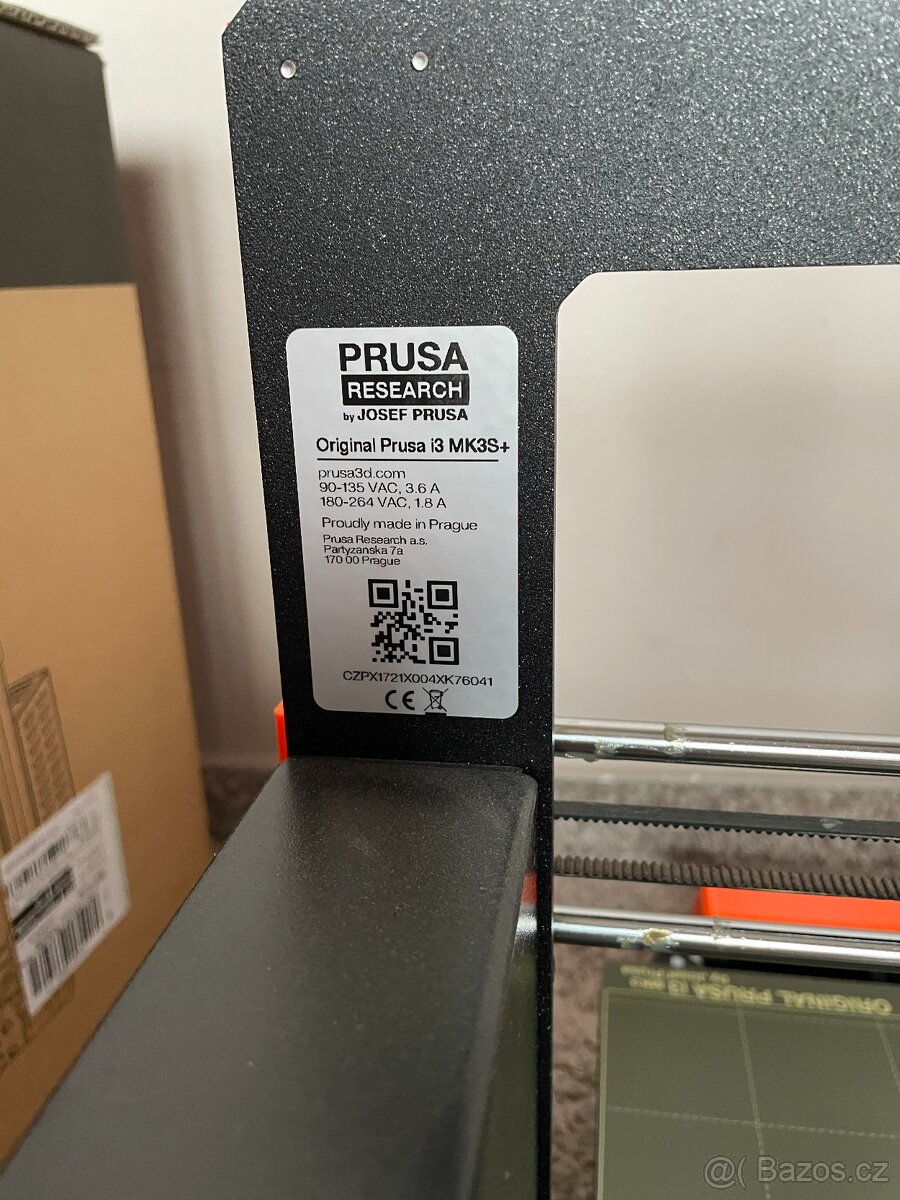 PRUSA
RESEARCH
by JOSEF PRUSA
Original Prusa i3 MK3S+
prusa3d.com
90-135 VAC, 3.6 A
180-264 VAC, 1.8 A
Proudly made in Prague
Prusa Research a.s.
Partyzanska 7a
170 00 Prague
CZPX1721X004XK76041
CE
ORIGINAL PRUSA i3
Bazos.cz